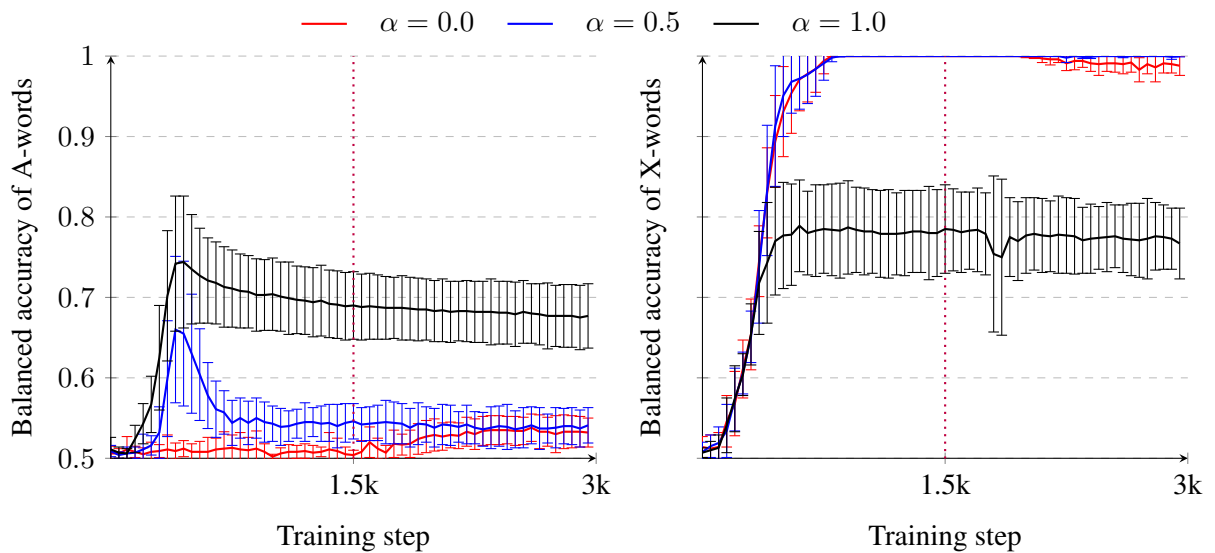 α = 0.0 α = 0.5 α = 1.0
Balanced accuracy of A-words
1
0.9
0.8
0.7
0.6
0.5
1.5k 3k
Training step
Balanced accuracy of X-words
1.5k 3k
Training step